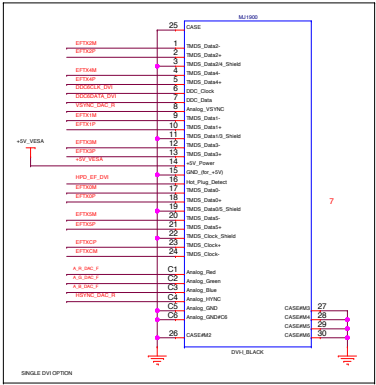 MJ1900
25 CASE
EFTX2M 1 TMDS_Data2-
EFTX2P 2 TMDS_Data2+
3 TMDS_Data2/4_Shield
EFTX4M 4 TMDS_Data4-
EFTX4P 5 TMDS_Data4+
DDC6CLK_DVI 6 DDC_Clock
DDC6DATA_DVI 7 DDC_Data
VSYNC_DAC_R 8 Analog_VSYNC
EFTX1M 9 TMDS_Data1-
EFTX1P 10 TMDS_Data1+
11 TMDS_Data1/3_Shield
EFTX3M 12 TMDS_Data3-
+5V_VESA EFTX3P 13 TMDS_Data3+
+5V_VESA 14 +5V_Power
15 GND_(for_+5V)
HPD_EF_DVI 16 Hot_Plug_Detect
EFTX0M 17 TMDS_Data0-
EFTX0P 18 TMDS_Data0+
7
19 TMDS_Data0/5_Shield
EFTX5M 20 TMDS_Data5-
EFTX5P 21 TMDS_Data5+
22 TMDS_Clock_Shield
EFTXCP 23 TMDS_Clock+
EFTXCM 24 TMDS_Clock-
A_R_DAC_F C1 Analog_Red
A_G_DAC_F C2 Analog_Green
A_B_DAC_F C3 Analog_Blue
HSYNC_DAC_R C4 Analog_HYNC
C5 Analog_GND CASE#M3 27
C6 Analog_GND#C6 CASE#M4 28
CASE#M5 29
26 CASE#M2 CASE#M6 30
DVI-I_BLACK
SINGLE DVI OPTION